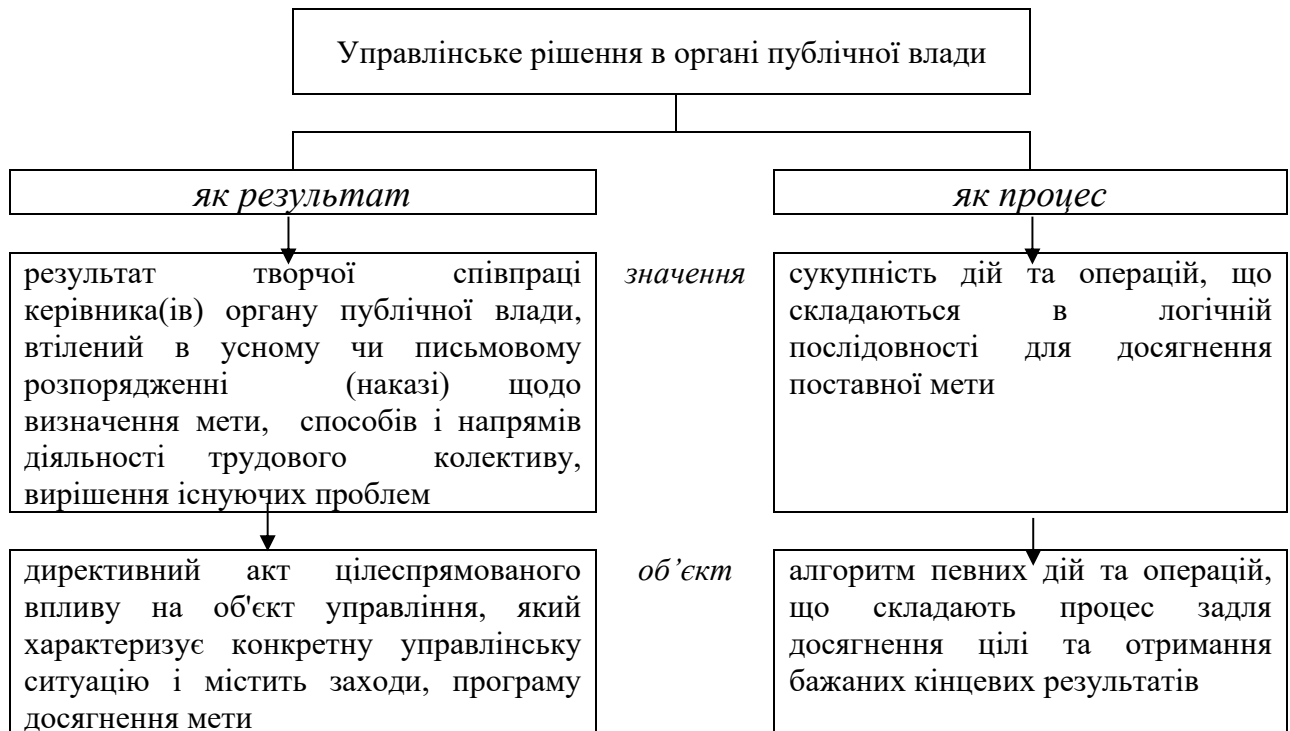 Управлінське рішення в органі публічної влади
як результат
як процес
результат творчої співпраці
керівника(ів) органу публічної влади,
втілений в усному чи письмовому
розпорядженні (наказі) щодо
визначення мети, способів і напрямів
діяльності трудового колективу,
вирішення існуючих проблем
значення
сукупність дій та операцій, що
складаються в логічній
послідовності для досягнення
поставної мети
директивний акт цілеспрямованого
впливу на об'єкт управління, який
характеризує конкретну управлінську
ситуацію і містить заходи, програму
досягнення мети
об’єкт
алгоритм певних дій та операцій,
що складають процес задля
досягнення цілі та отримання
бажаних кінцевих результатів